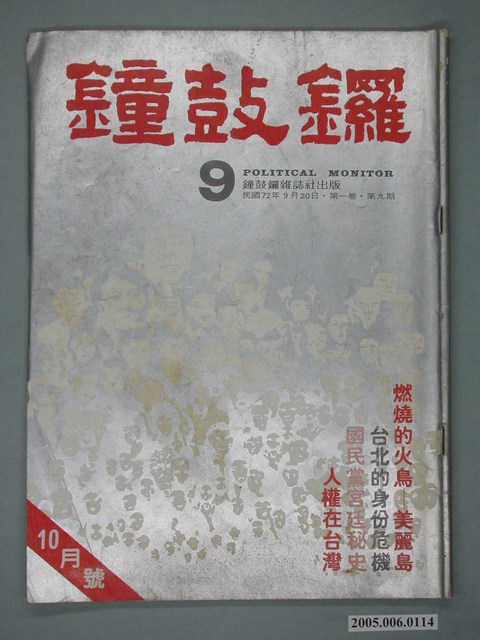 鐘鼓鑼
9
POLITICAL MONITOR
鐘鼓鑼雜誌社出版
民國72年9月20日・第一卷・第九期
燃燒的火鳥—美麗島
台北的身份危機
國民黨宮廷秘史
人權在台灣
10月號
2005.006.0114